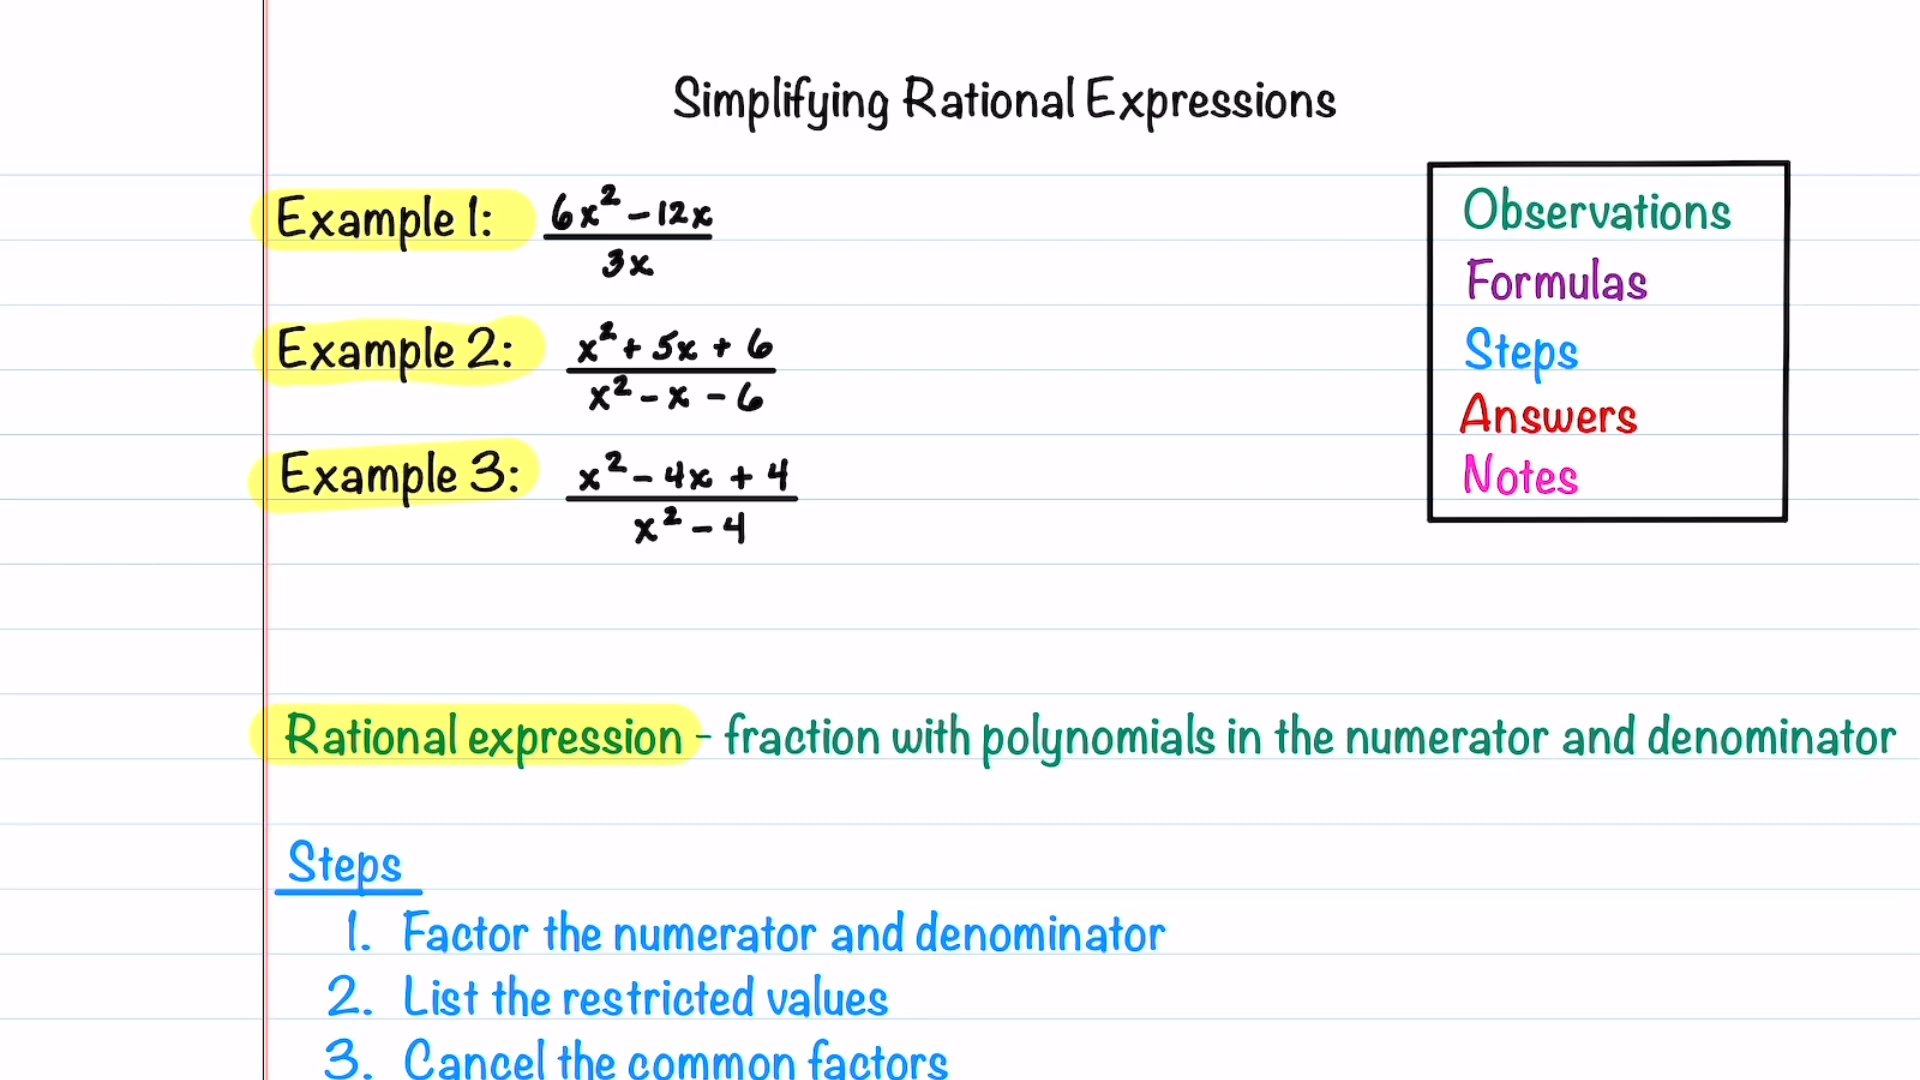 Simplifying Rational Expressions
Example 1: 6x² - 12x
3x
Example 2: x² + 5x + 6
x² - x - 6
Example 3: x² - 4x + 4
x² - 4
Observations
Formulas
Steps
Answers
Notes
Rational expression - fraction with polynomials in the numerator and denominator
Steps
1. Factor the numerator and denominator
2. List the restricted values
3. Cancel the common factors